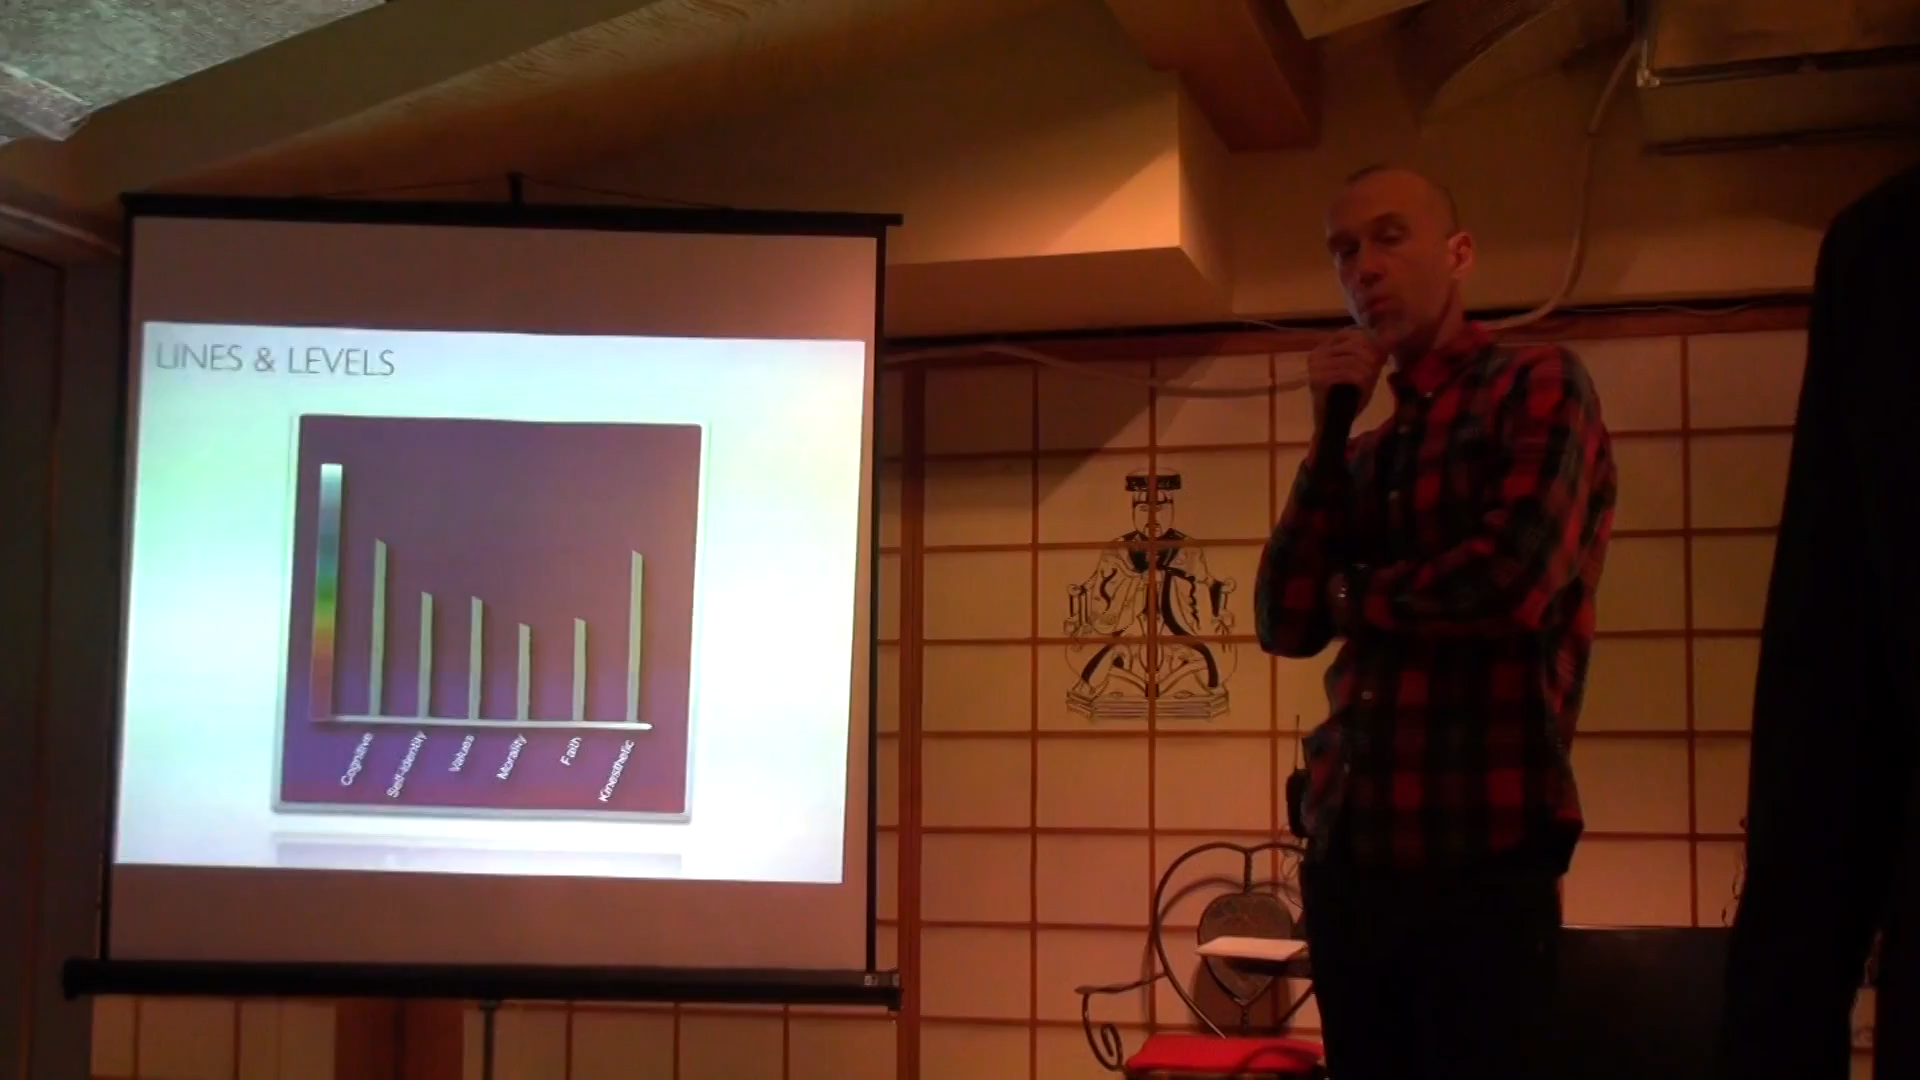 LINES & LEVELS
Cognitive
Self-identity
Values
Morality
Faith
Kinesthetic